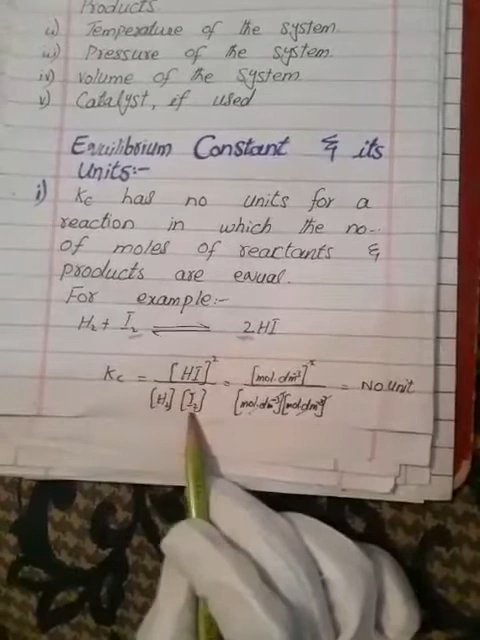 Products
ii) Temperature of the system.
iii) Pressure of the system.
iv) Volume of the system
v) Catalyst, if used
Equilibrium Constant & its
Units:-
i) Kc has no units for a
reaction in which the no..
of moles of reactants &
products are equal.
For example:-
H₂ + I₂ ⇌ 2HI
Kc = [HI]² / [H₂] [I₂] = [mol.dm⁻³]² / [mol.dm⁻³][mol.dm⁻³] = No unit